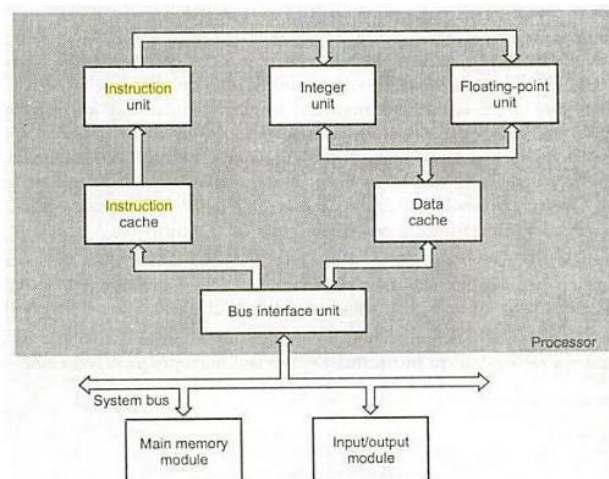 Instruction
unit
Integer
unit
Floating-point
unit
Instruction
cache
Data
cache
Bus interface unit
Processor
System bus
Main memory
module
Input/output
module